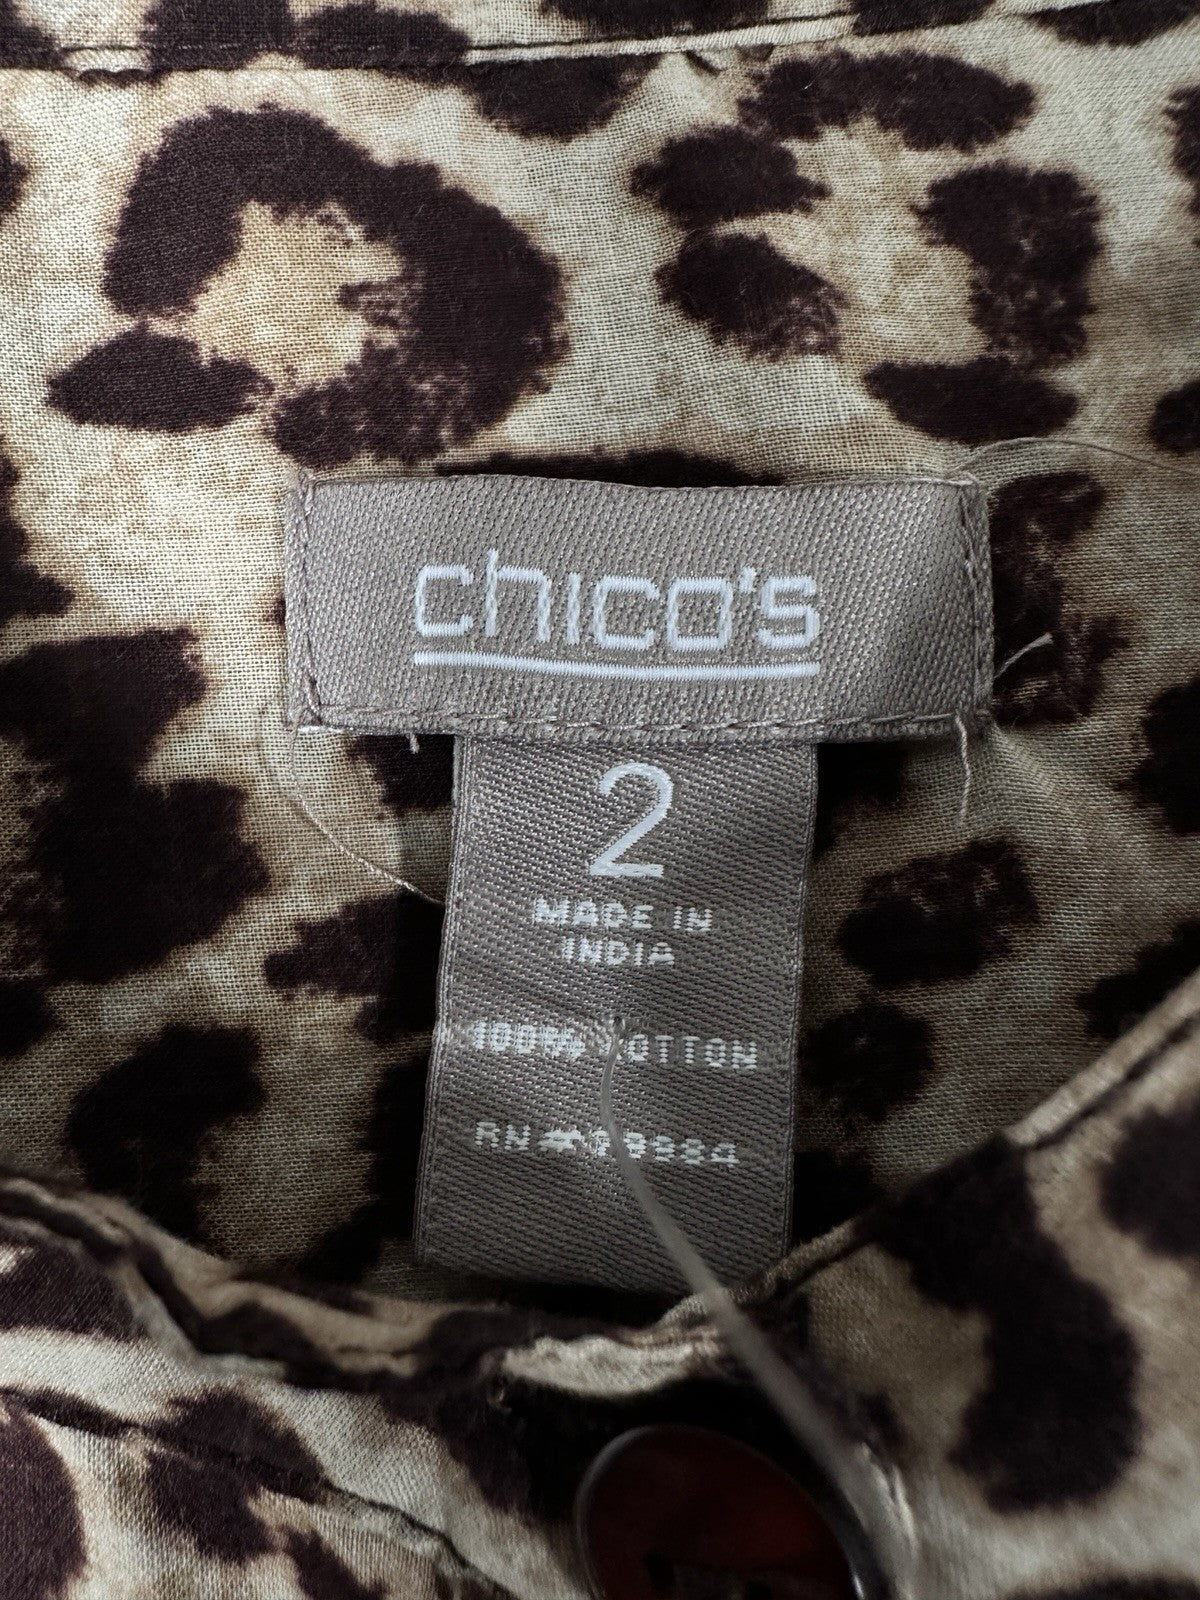 chico's
2
MADE IN
INDIA
100% COTTON
RN #